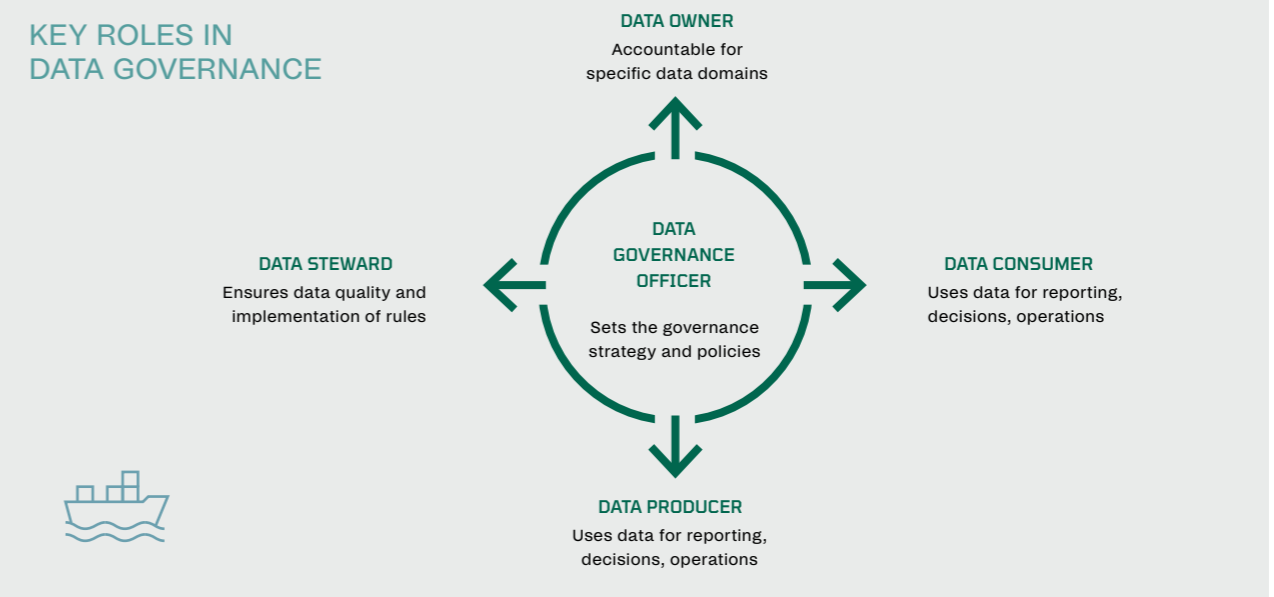 KEY ROLES IN
DATA GOVERNANCE
DATA OWNER
Accountable for
specific data domains
DATA STEWARD
Ensures data quality and
implementation of rules
DATA
GOVERNANCE
OFFICER
Sets the governance
strategy and policies
DATA CONSUMER
Uses data for reporting,
decisions, operations
DATA PRODUCER
Uses data for reporting,
decisions, operations